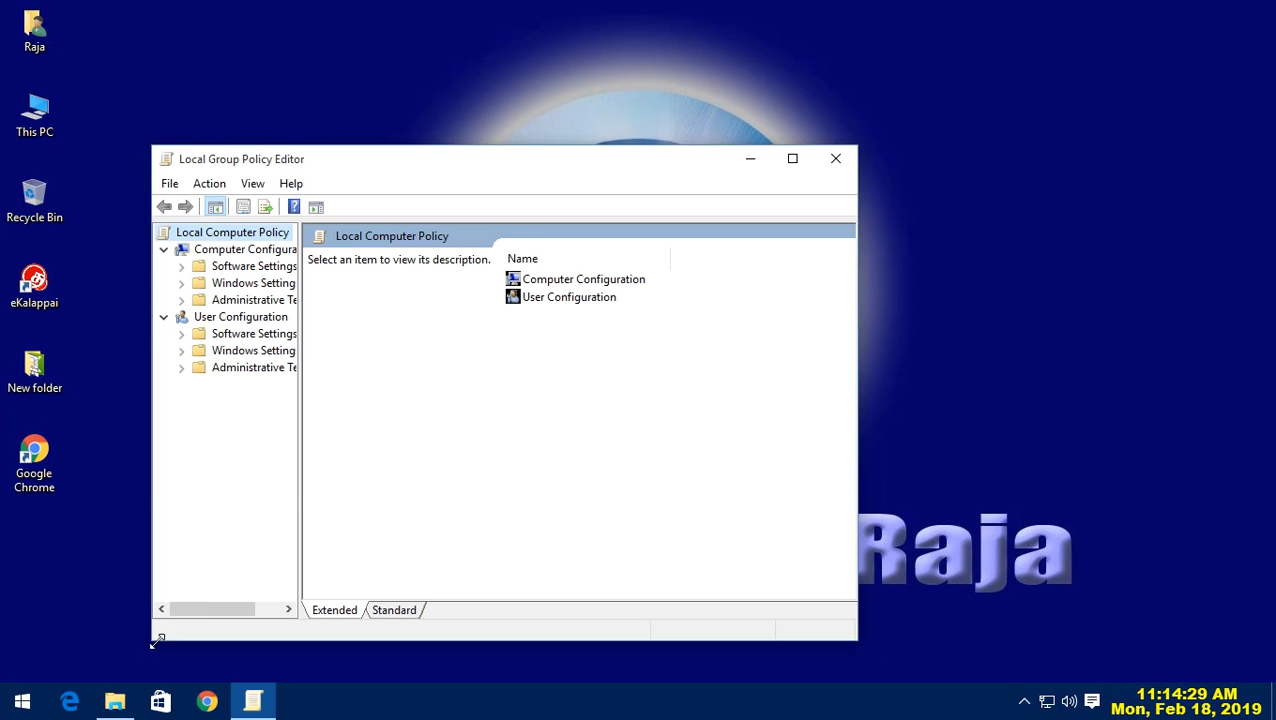 Raja
This PC
Recycle Bin
eKalappai
New folder
Google
Chrome
Local Group Policy Editor
File Action View Help
Local Computer Policy
Computer Configura
Software Settings
Windows Setting
Administrative Te
User Configuration
Software Settings
Windows Setting
Administrative Te
Local Computer Policy
Select an item to view its description.
Name
Computer Configuration
User Configuration
Extended Standard
Raja
11:14:29 AM
Mon, Feb 18, 2019